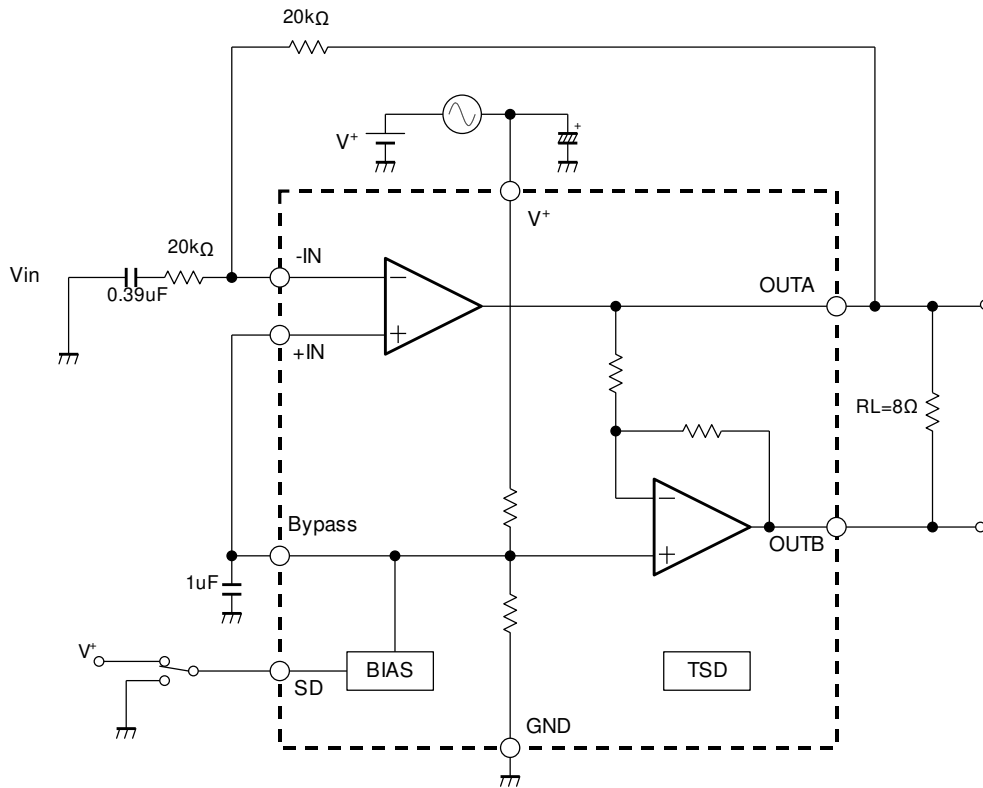 20kΩ
V⁺
+
V⁺
20kΩ
Vin
0.39uF
-IN
−
+
+IN
OUTA
RL=8Ω
Bypass
−
+
OUTB
1uF
V⁺
SD
BIAS
TSD
GND